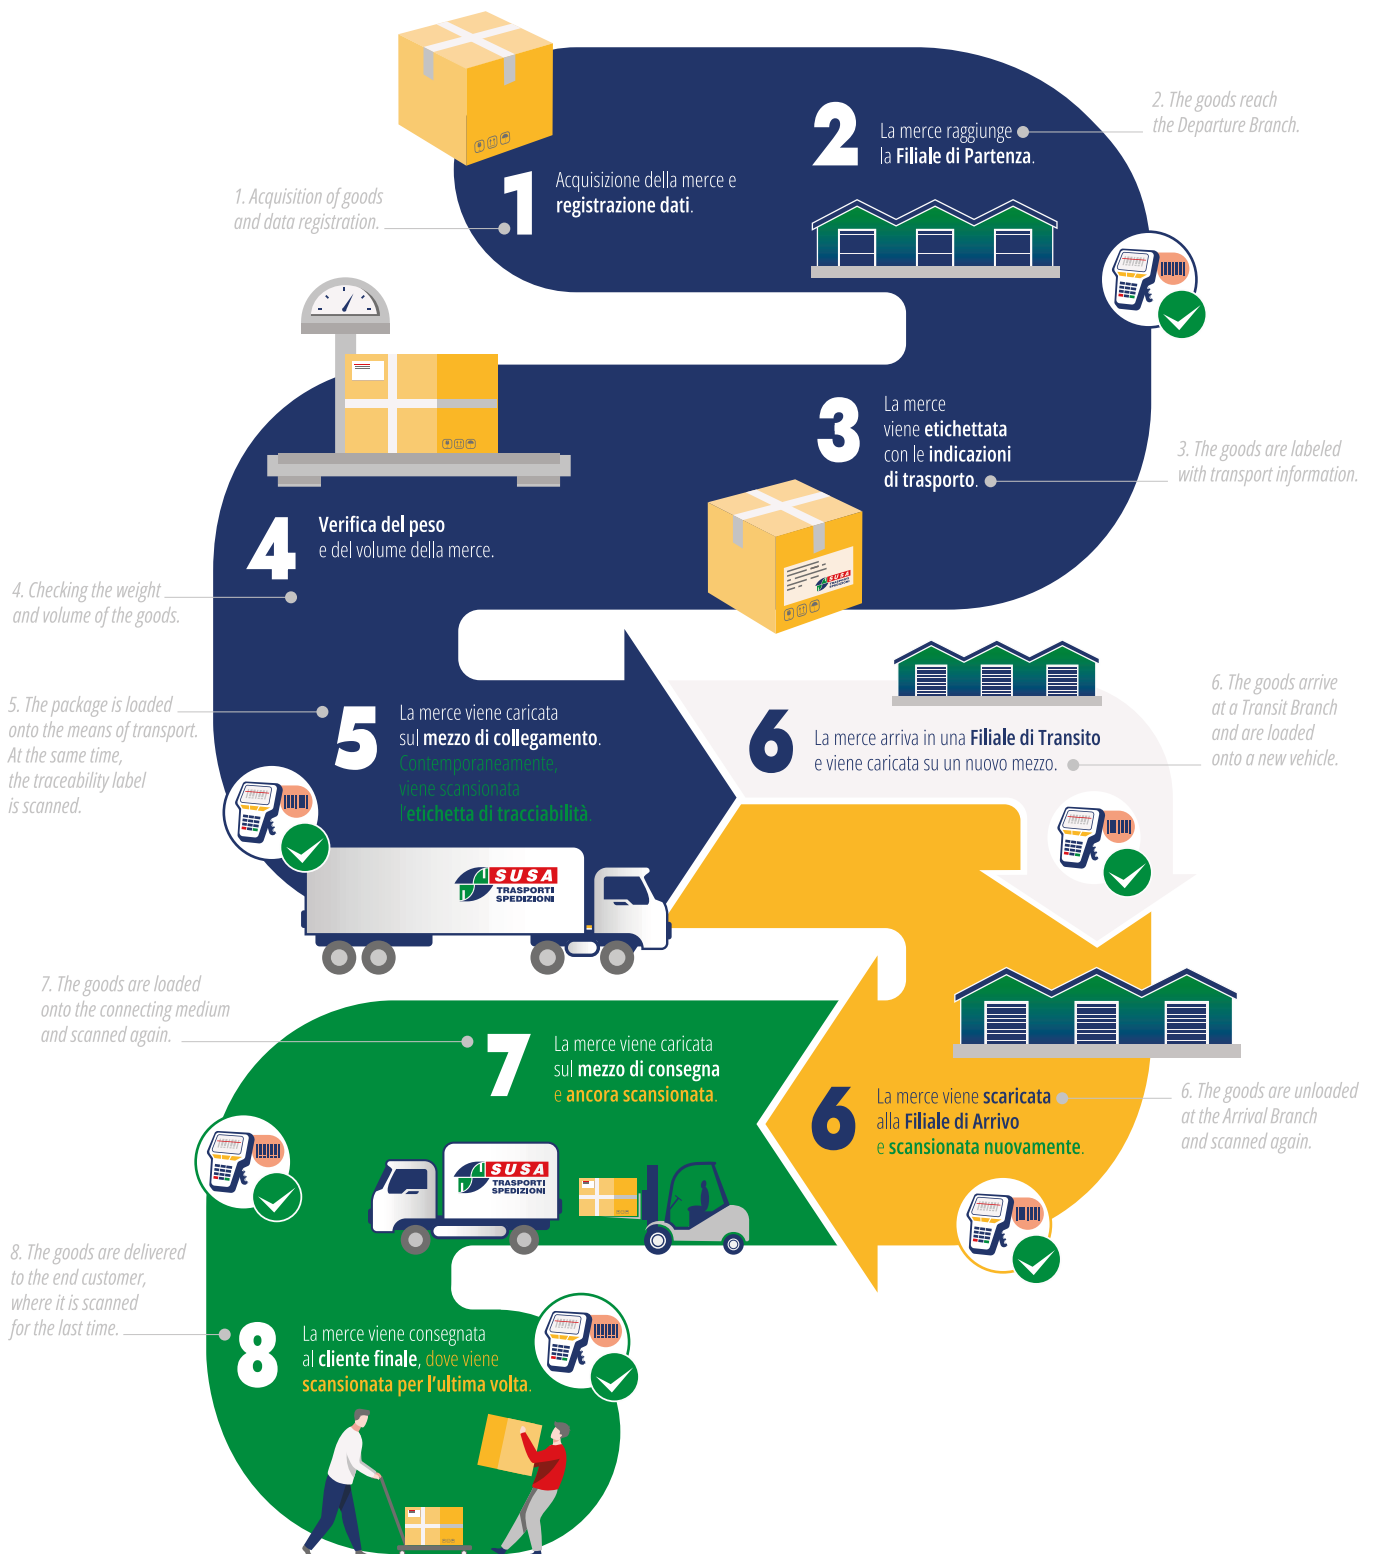 1
Acquisizione della merce e
registrazione dati.
1. Acquisition of goods
and data registration.
2
La merce raggiunge
la Filiale di Partenza.
2. The goods reach
the Departure Branch.
3
La merce
viene etichettata
con le indicazioni
di trasporto.
3. The goods are labeled
with transport information.
SUSA
TRASPORTI
SPEDIZIONI
4
Verifica del peso
e del volume della merce.
4. Checking the weight
and volume of the goods.
5
La merce viene caricata
sul mezzo di collegamento.
Contemporaneamente,
viene scansionata
l'etichetta di tracciabilità.
5. The package is loaded
onto the means of transport.
At the same time,
the traceability label
is scanned.
SUSA
TRASPORTI
SPEDIZIONI
6
La merce arriva in una Filiale di Transito
e viene caricata su un nuovo mezzo.
6. The goods arrive
at a Transit Branch
and are loaded
onto a new vehicle.
6
La merce viene scaricata
alla Filiale di Arrivo
e scansionata nuovamente.
6. The goods are unloaded
at the Arrival Branch
and scanned again.
7
La merce viene caricata
sul mezzo di consegna
e ancora scansionata.
7. The goods are loaded
onto the connecting medium
and scanned again.
SUSA
TRASPORTI
SPEDIZIONI
8
La merce viene consegnata
al cliente finale, dove viene
scansionata per l'ultima volta.
8. The goods are delivered
to the end customer,
where it is scanned
for the last time.